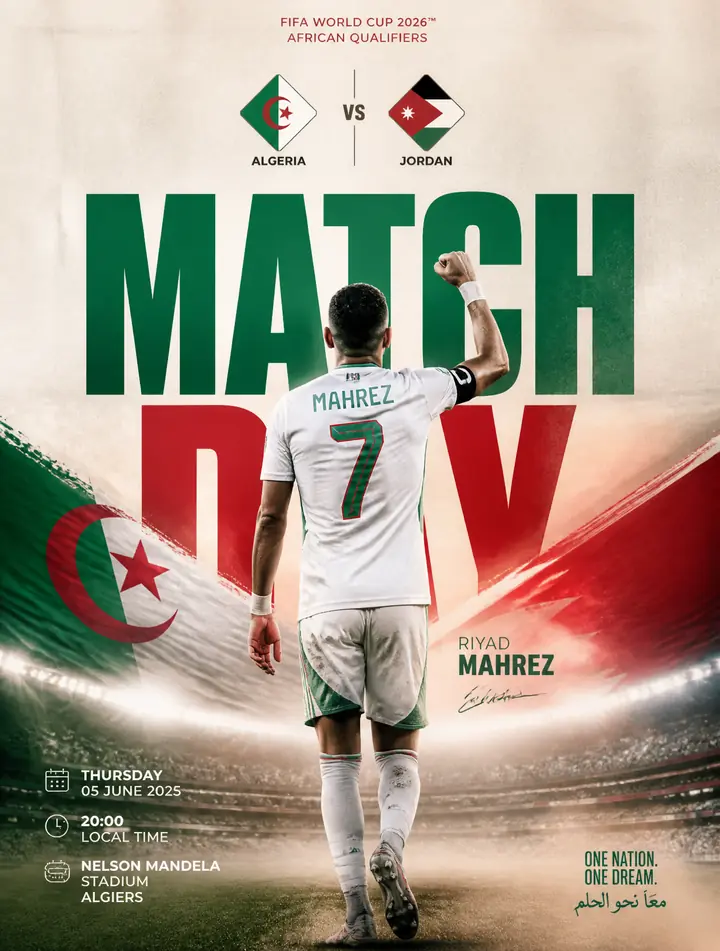 FIFA WORLD CUP 2026™
AFRICAN QUALIFIERS
ALGERIA
VS
JORDAN
MATCH
DAY
MAHREZ
7
RIYAD
MAHREZ
THURSDAY
05 JUNE 2025
20:00
LOCAL TIME
NELSON MANDELA
STADIUM
ALGIERS
ONE NATION.
ONE DREAM.
معًا نحو الحلم